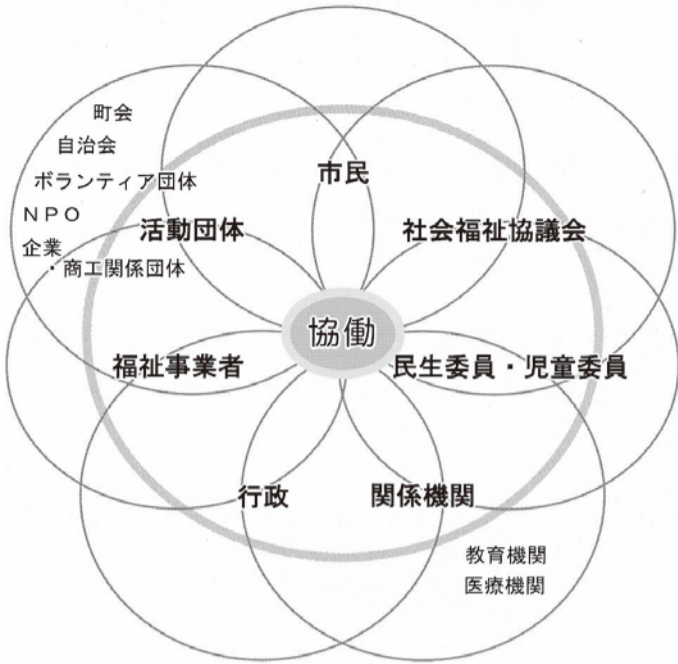 町会
自治会
ボランティア団体
ＮＰＯ
企業
・商工関係団体
市民
活動団体
社会福祉協議会
協働
福祉事業者
民生委員・児童委員
行政
関係機関
教育機関
医療機関